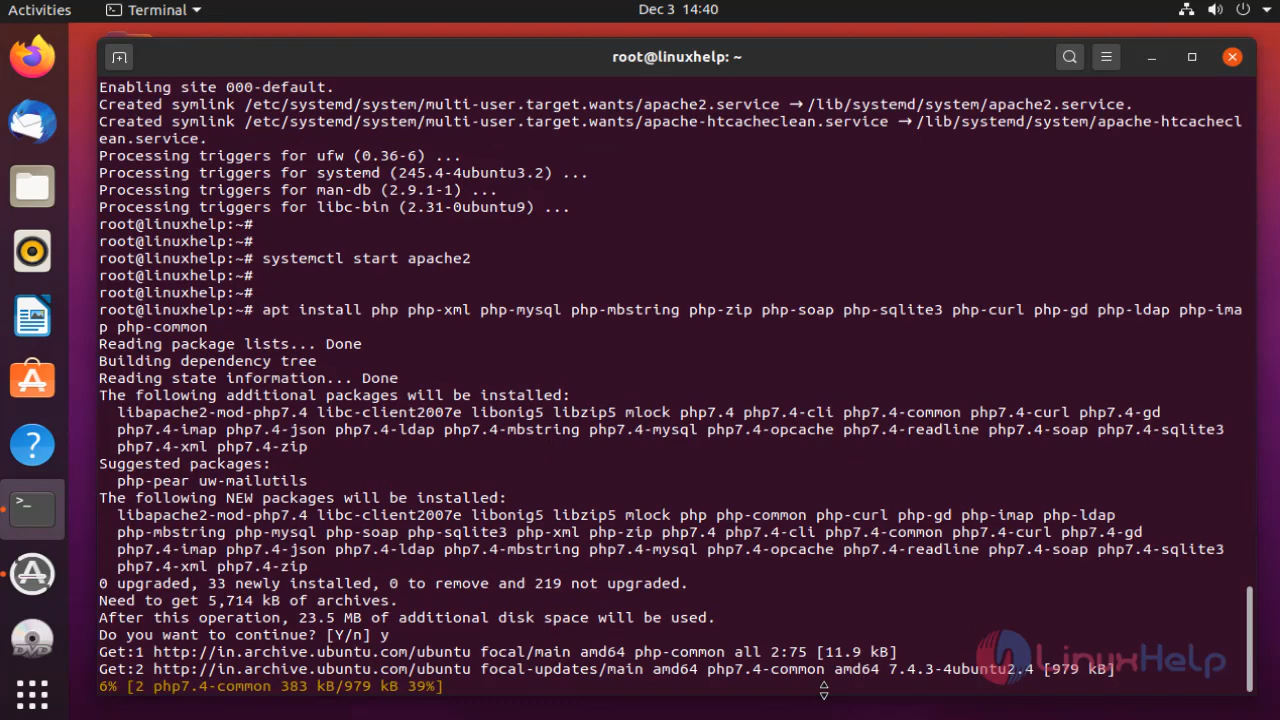 Activities
Terminal
Dec 3 14:40
root@linuxhelp: ~
Enabling site 000-default.
Created symlink /etc/systemd/system/multi-user.target.wants/apache2.service → /lib/systemd/system/apache2.service.
Created symlink /etc/systemd/system/multi-user.target.wants/apache-htcacheclean.service → /lib/systemd/system/apache-htcachecl
ean.service.
Processing triggers for ufw (0.36-6) ...
Processing triggers for systemd (245.4-4ubuntu3.2) ...
Processing triggers for man-db (2.9.1-1) ...
Processing triggers for libc-bin (2.31-0ubuntu9) ...
root@linuxhelp:~#
root@linuxhelp:~#
root@linuxhelp:~# systemctl start apache2
root@linuxhelp:~#
root@linuxhelp:~#
root@linuxhelp:~# apt install php php-xml php-mysql php-mbstring php-zip php-soap php-sqlite3 php-curl php-gd php-ldap php-ima
p php-common
Reading package lists... Done
Building dependency tree
Reading state information... Done
The following additional packages will be installed:
libapache2-mod-php7.4 libc-client2007e libonig5 libzip5 mlock php7.4 php7.4-cli php7.4-common php7.4-curl php7.4-gd
php7.4-imap php7.4-json php7.4-ldap php7.4-mbstring php7.4-mysql php7.4-opcache php7.4-readline php7.4-soap php7.4-sqlite3
php7.4-xml php7.4-zip
Suggested packages:
php-pear uw-mailutils
The following NEW packages will be installed:
libapache2-mod-php7.4 libc-client2007e libonig5 libzip5 mlock php php-common php-curl php-gd php-imap php-ldap
php-mbstring php-mysql php-soap php-sqlite3 php-xml php-zip php7.4 php7.4-cli php7.4-common php7.4-curl php7.4-gd
php7.4-imap php7.4-json php7.4-ldap php7.4-mbstring php7.4-mysql php7.4-opcache php7.4-readline php7.4-soap php7.4-sqlite3
php7.4-xml php7.4-zip
0 upgraded, 33 newly installed, 0 to remove and 219 not upgraded.
Need to get 5,714 kB of archives.
After this operation, 23.5 MB of additional disk space will be used.
Do you want to continue? [Y/n] y
Get:1 http://in.archive.ubuntu.com/ubuntu focal/main amd64 php-common all 2:75 [11.9 kB]
Get:2 http://in.archive.ubuntu.com/ubuntu focal-updates/main amd64 php7.4-common amd64 7.4.3-4ubuntu2.4 [979 kB]
6% [2 php7.4-common 383 kB/979 kB 39%]
LinuxHelp
DVD